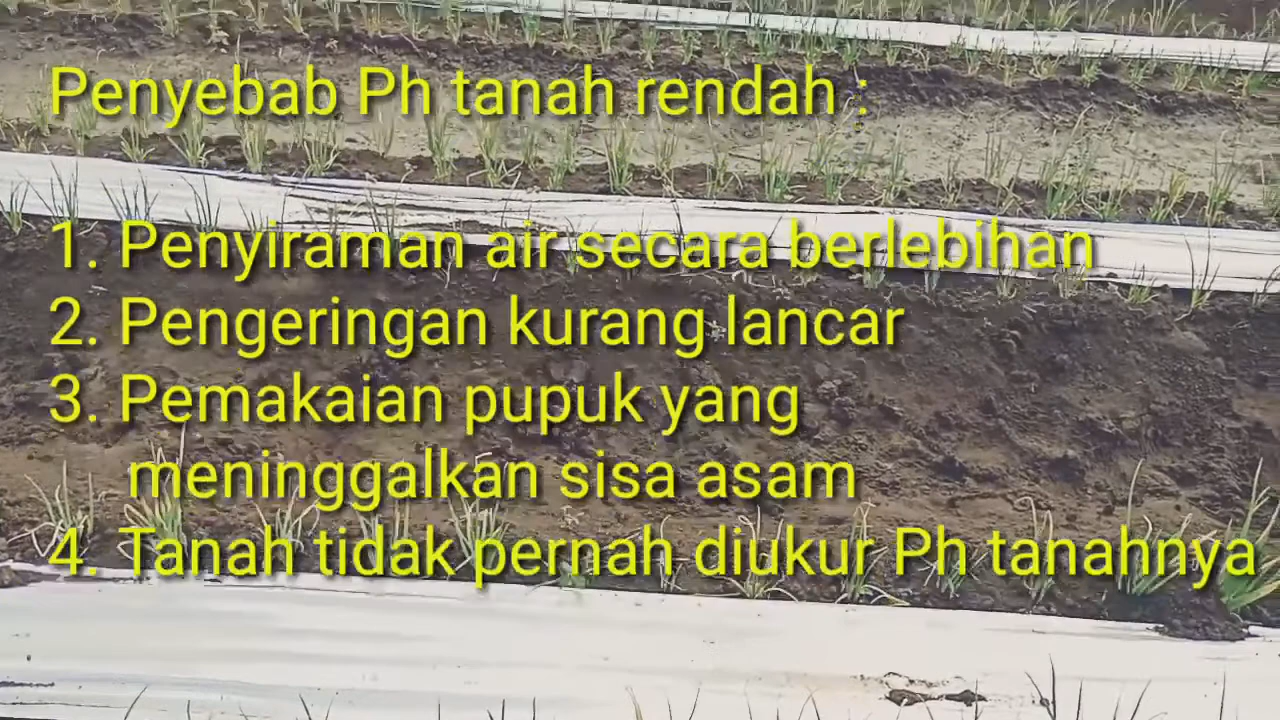 Penyebab Ph tanah rendah :
1. Penyiraman air secara berlebihan
2. Pengeringan kurang lancar
3. Pemakaian pupuk yang
meninggalkan sisa asam
4. Tanah tidak pernah diukur Ph tanahnya